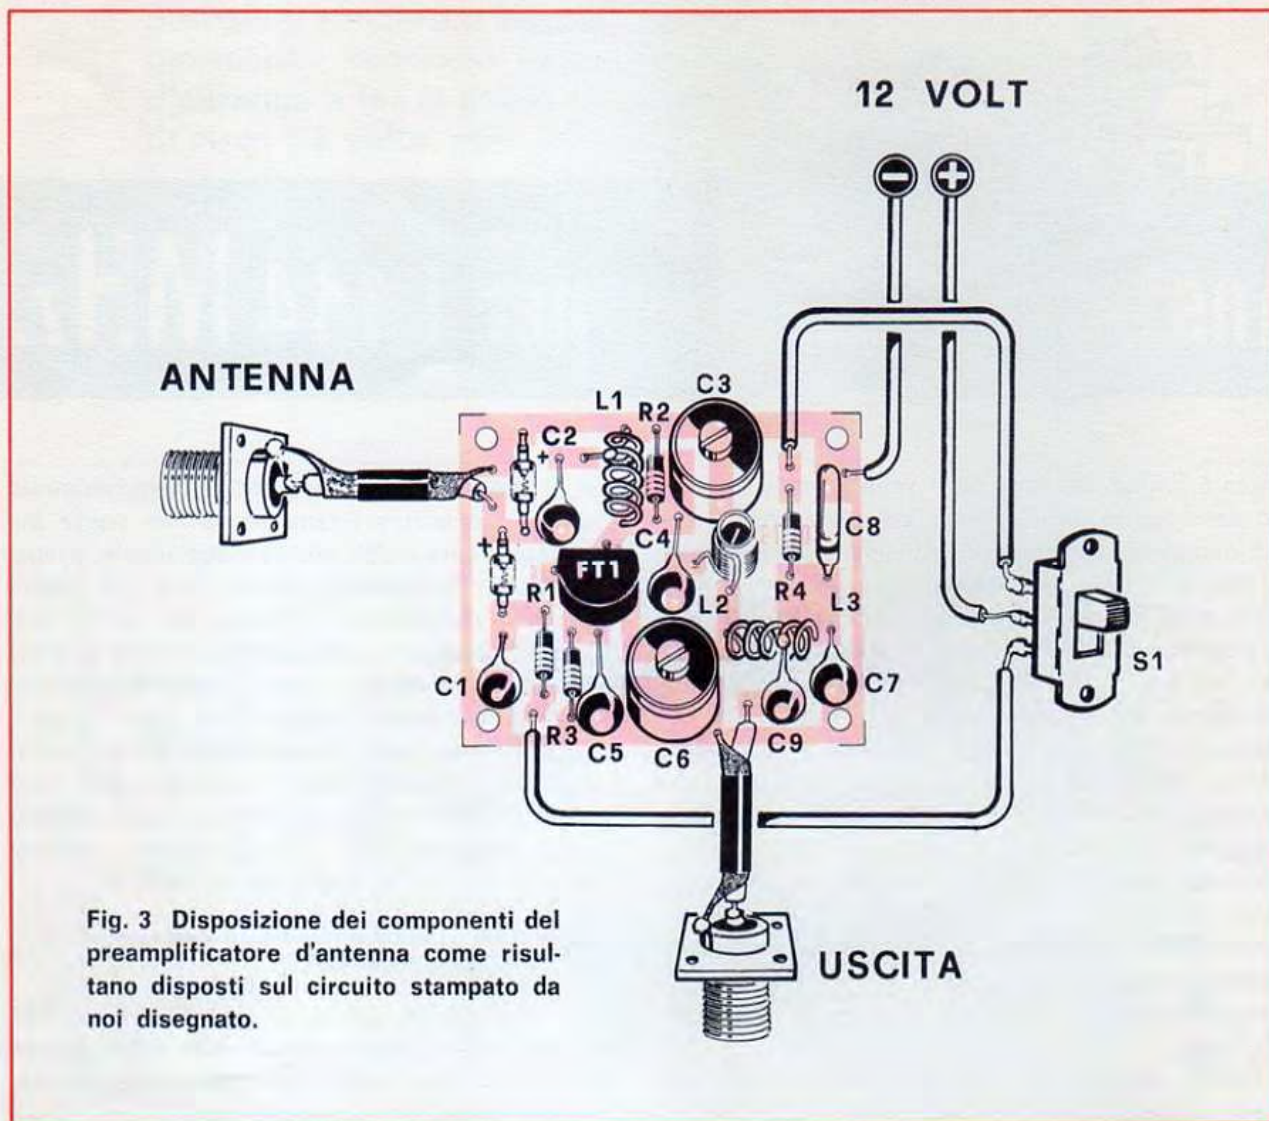 12 VOLT
- +
ANTENNA
C3
L1
R2
C2
+
C4
C8
FT1
+
R1
L2
R4
L3
S1
C1
C7
R3
C5
C6
C9
Fig. 3 Disposizione dei componenti del
preamplificatore d'antenna come risul-
tano disposti sul circuito stampato da
noi disegnato.
USCITA